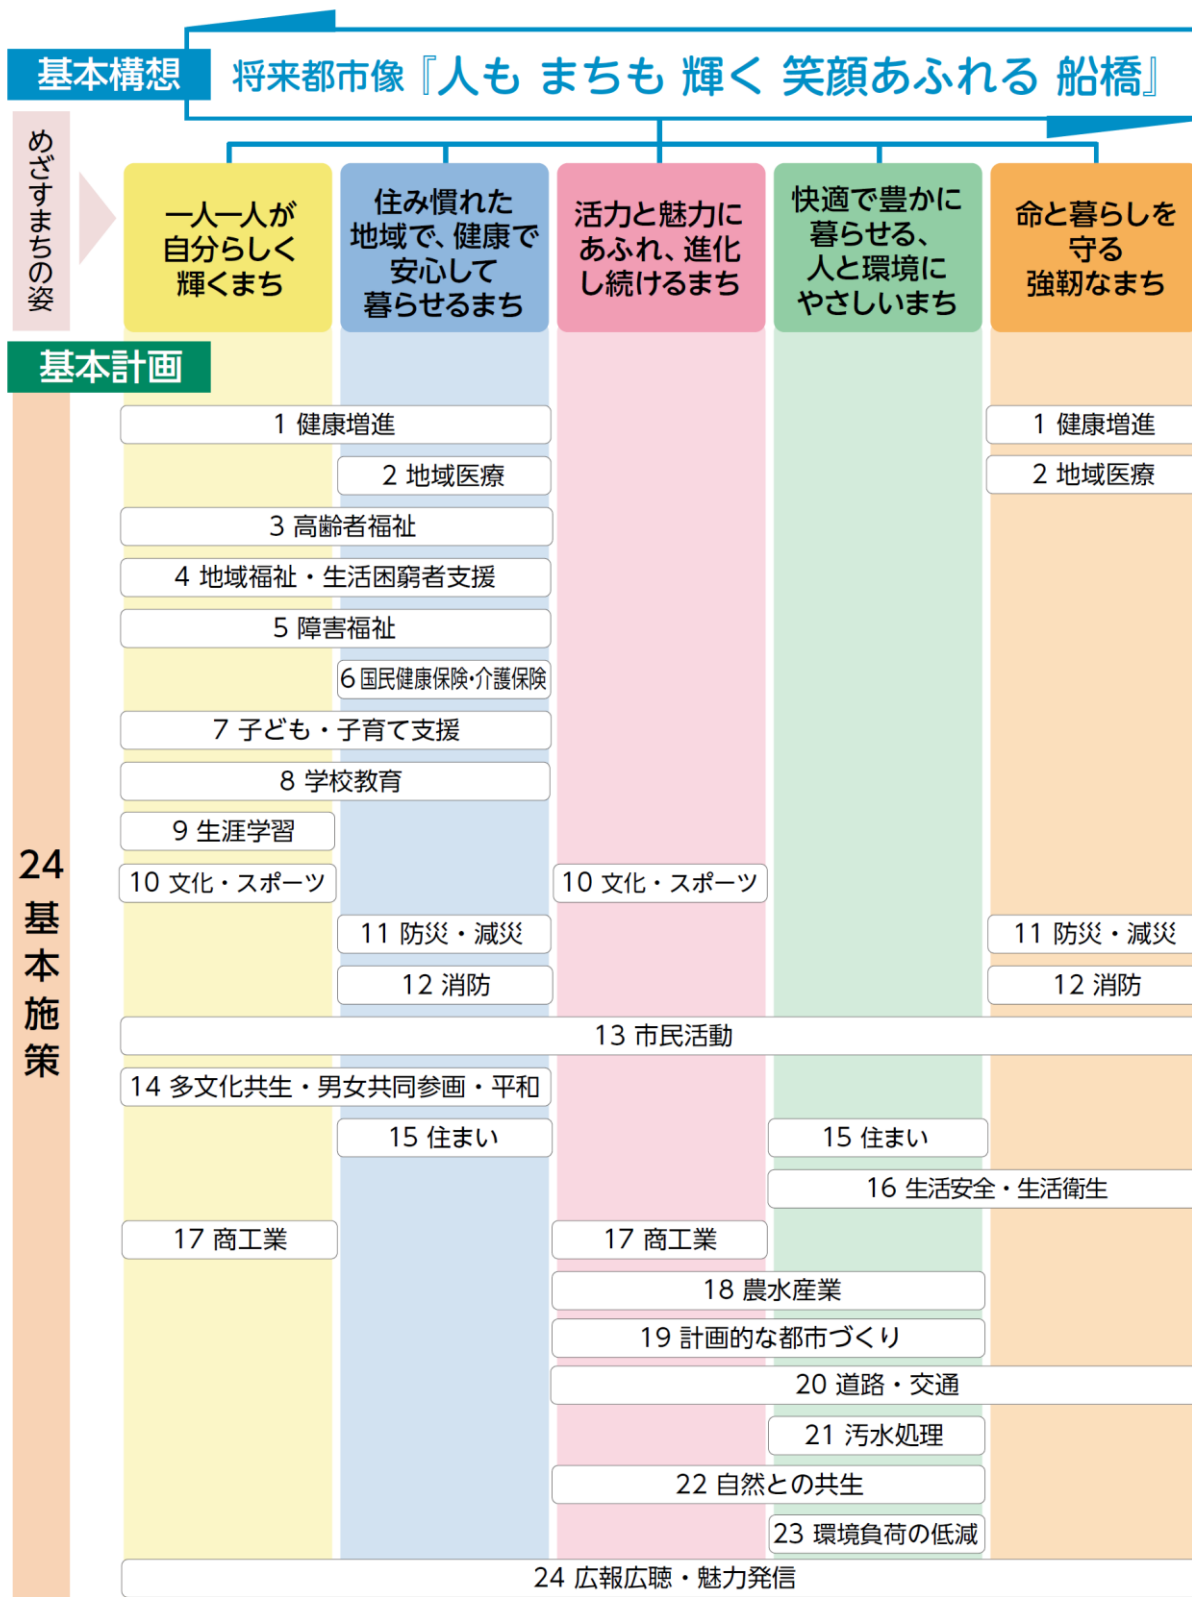 基本構想
将来都市像『人も まちも 輝く 笑顔あふれる 船橋』
めざすまちの姿
一人一人が
自分らしく
輝くまち
住み慣れた
地域で、健康で
安心して
暮らせるまち
活力と魅力に
あふれ、進化
し続けるまち
快適で豊かに
暮らせる、
人と環境に
やさしいまち
命と暮らしを
守る
強靭なまち
基本計画
24基本施策
1 健康増進
1 健康増進
2 地域医療
2 地域医療
3 高齢者福祉
4 地域福祉・生活困窮者支援
5 障害福祉
6 国民健康保険・介護保険
7 子ども・子育て支援
8 学校教育
9 生涯学習
10 文化・スポーツ
10 文化・スポーツ
11 防災・減災
11 防災・減災
12 消防
12 消防
13 市民活動
14 多文化共生・男女共同参画・平和
15 住まい
15 住まい
16 生活安全・生活衛生
17 商工業
17 商工業
18 農水産業
19 計画的な都市づくり
20 道路・交通
21 汚水処理
22 自然との共生
23 環境負荷の低減
24 広報広聴・魅力発信